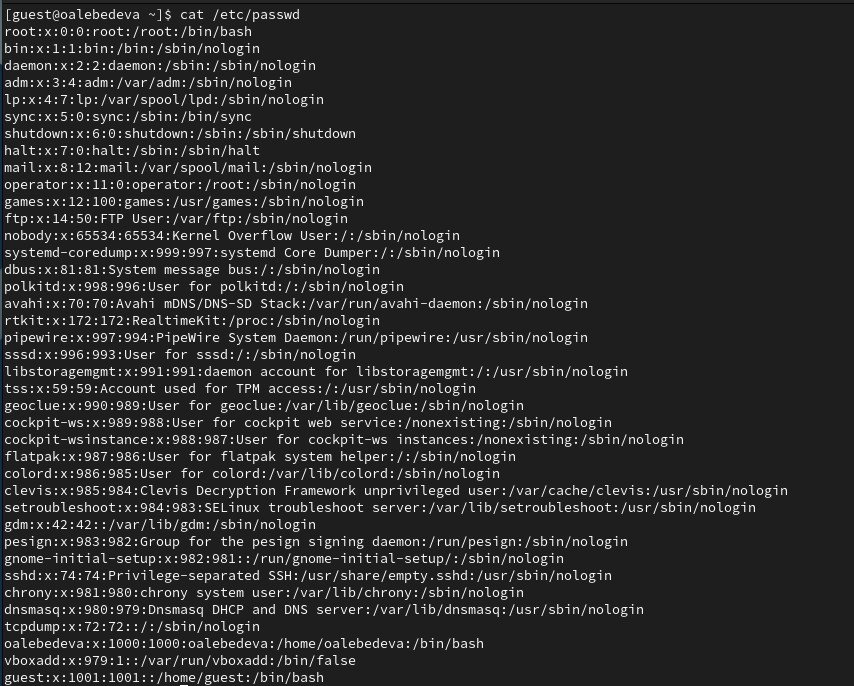 [guest@oalebedeva ~]$ cat /etc/passwd
root:x:0:0:root:/root:/bin/bash
bin:x:1:1:bin:/bin:/sbin/nologin
daemon:x:2:2:daemon:/sbin:/sbin/nologin
adm:x:3:4:adm:/var/adm:/sbin/nologin
lp:x:4:7:lp:/var/spool/lpd:/sbin/nologin
sync:x:5:0:sync:/sbin:/bin/sync
shutdown:x:6:0:shutdown:/sbin:/sbin/shutdown
halt:x:7:0:halt:/sbin:/sbin/halt
mail:x:8:12:mail:/var/spool/mail:/sbin/nologin
operator:x:11:0:operator:/root:/sbin/nologin
games:x:12:100:games:/usr/games:/sbin/nologin
ftp:x:14:50:FTP User:/var/ftp:/sbin/nologin
nobody:x:65534:65534:Kernel Overflow User:/:/sbin/nologin
systemd-coredump:x:999:997:systemd Core Dumper:/:/sbin/nologin
dbus:x:81:81:System message bus:/:/sbin/nologin
polkitd:x:998:996:User for polkitd:/:/sbin/nologin
avahi:x:70:70:Avahi mDNS/DNS-SD Stack:/var/run/avahi-daemon:/sbin/nologin
rtkit:x:172:172:RealtimeKit:/proc:/sbin/nologin
pipewire:x:997:994:PipeWire System Daemon:/run/pipewire:/usr/sbin/nologin
sssd:x:996:993:User for sssd:/:/sbin/nologin
libstoragemgmt:x:991:991:daemon account for libstoragemgmt:/:/usr/sbin/nologin
tss:x:59:59:Account used for TPM access:/:/usr/sbin/nologin
geoclue:x:990:989:User for geoclue:/var/lib/geoclue:/sbin/nologin
cockpit-ws:x:989:988:User for cockpit web service:/nonexisting:/sbin/nologin
cockpit-wsinstance:x:988:987:User for cockpit-ws instances:/nonexisting:/sbin/nologin
flatpak:x:987:986:User for flatpak system helper:/:/sbin/nologin
colord:x:986:985:User for colord:/var/lib/colord:/sbin/nologin
clevis:x:985:984:Clevis Decryption Framework unprivileged user:/var/cache/clevis:/usr/sbin/nologin
setroubleshoot:x:984:983:SELinux troubleshoot server:/var/lib/setroubleshoot:/usr/sbin/nologin
gdm:x:42:42::/var/lib/gdm:/sbin/nologin
pesign:x:983:982:Group for the pesign signing daemon:/run/pesign:/sbin/nologin
gnome-initial-setup:x:982:981::/run/gnome-initial-setup/:/sbin/nologin
sshd:x:74:74:Privilege-separated SSH:/usr/share/empty.sshd:/usr/sbin/nologin
chrony:x:981:980:chrony system user:/var/lib/chrony:/sbin/nologin
dnsmasq:x:980:979:Dnsmasq DHCP and DNS server:/var/lib/dnsmasq:/usr/sbin/nologin
tcpdump:x:72:72::/:/sbin/nologin
oalebedeva:x:1000:1000:oalebedeva:/home/oalebedeva:/bin/bash
vboxadd:x:979:1::/var/run/vboxadd:/bin/false
guest:x:1001:1001::/home/guest:/bin/bash